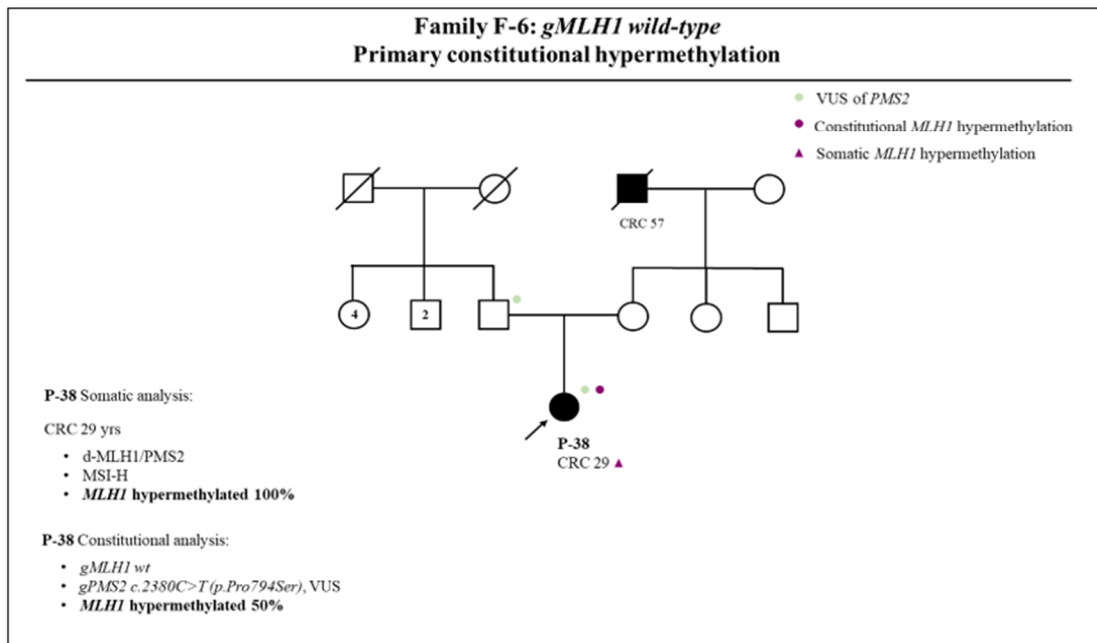 Family F-6: gMLH1 wild-type
Primary constitutional hypermethylation
VUS of PMS2
Constitutional MLH1 hypermethylation
Somatic MLH1 hypermethylation
CRC 57
4
2
P-38
CRC 29
P-38 Somatic analysis:
CRC 29 yrs
• d-MLH1/PMS2
• MSI-H
• MLH1 hypermethylated 100%
P-38 Constitutional analysis:
• gMLH1 wt
• gPMS2 c.2380C>T (p.Pro794Ser), VUS
• MLH1 hypermethylated 50%